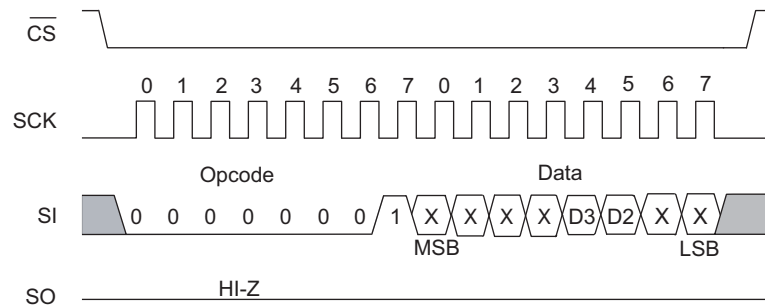 CS
0 1 2 3 4 5 6 7 0 1 2 3 4 5 6 7
SCK
Opcode Data
SI 0 0 0 0 0 0 0 1 X X X X D3 D2 X X
MSB LSB
HI-Z
SO